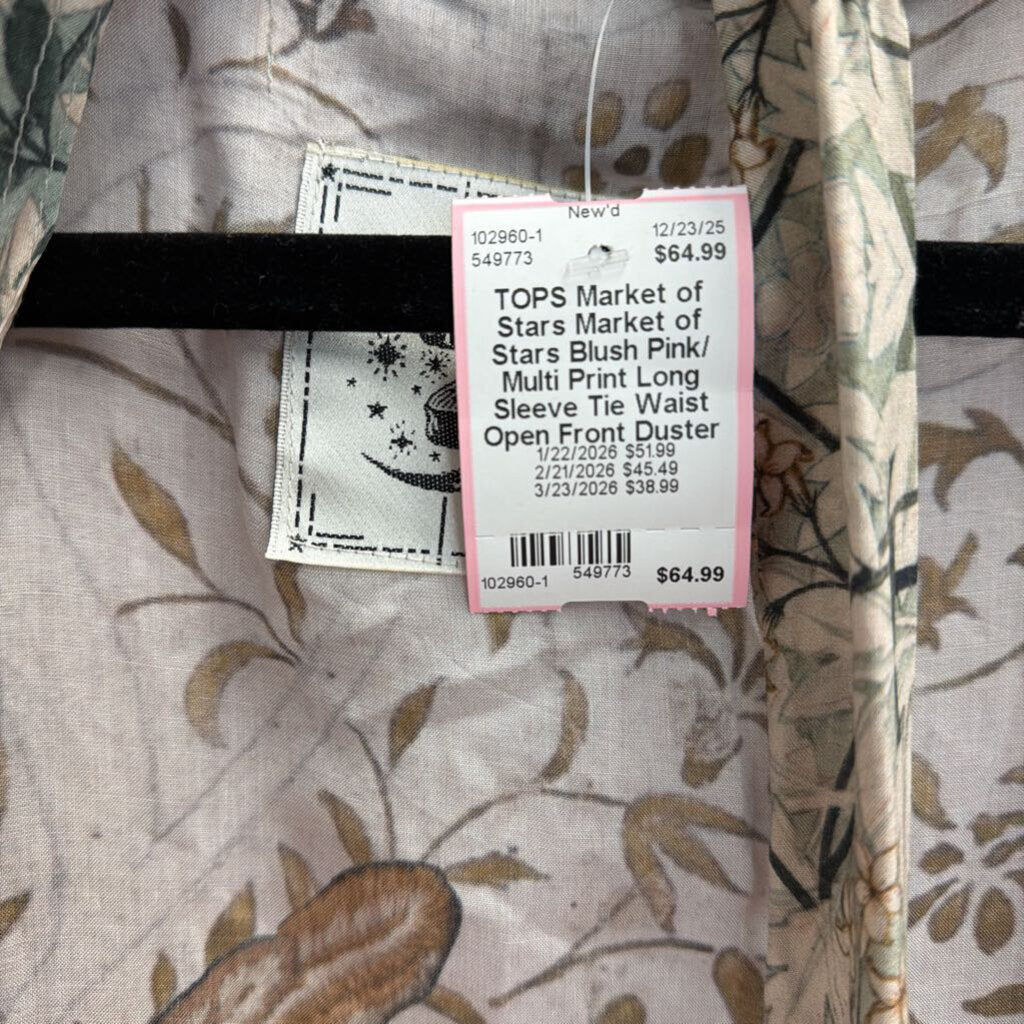 New'd
102960-1 12/23/25
549773 $64.99
TOPS Market of
Stars Market of
Stars Blush Pink/
Multi Print Long
Sleeve Tie Waist
Open Front Duster
1/22/2026 $51.99
2/21/2026 $45.49
3/23/2026 $38.99
102960-1 549773 $64.99